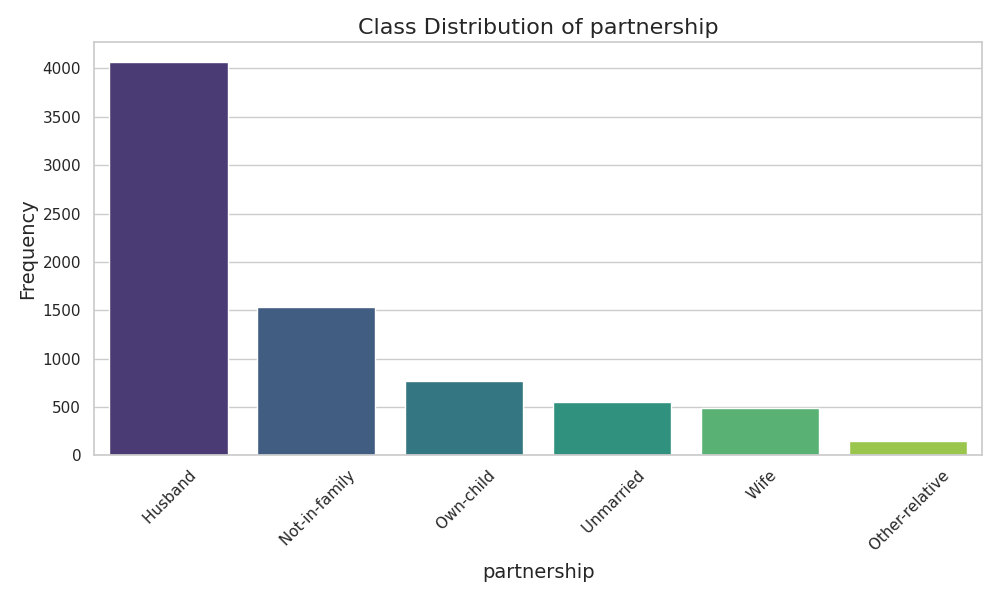 Class Distribution of partnership
Frequency
4000
3500
3000
2500
2000
1500
1000
500
0
Husband
Not-in-family
Own-child
Unmarried
Wife
Other-relative
partnership